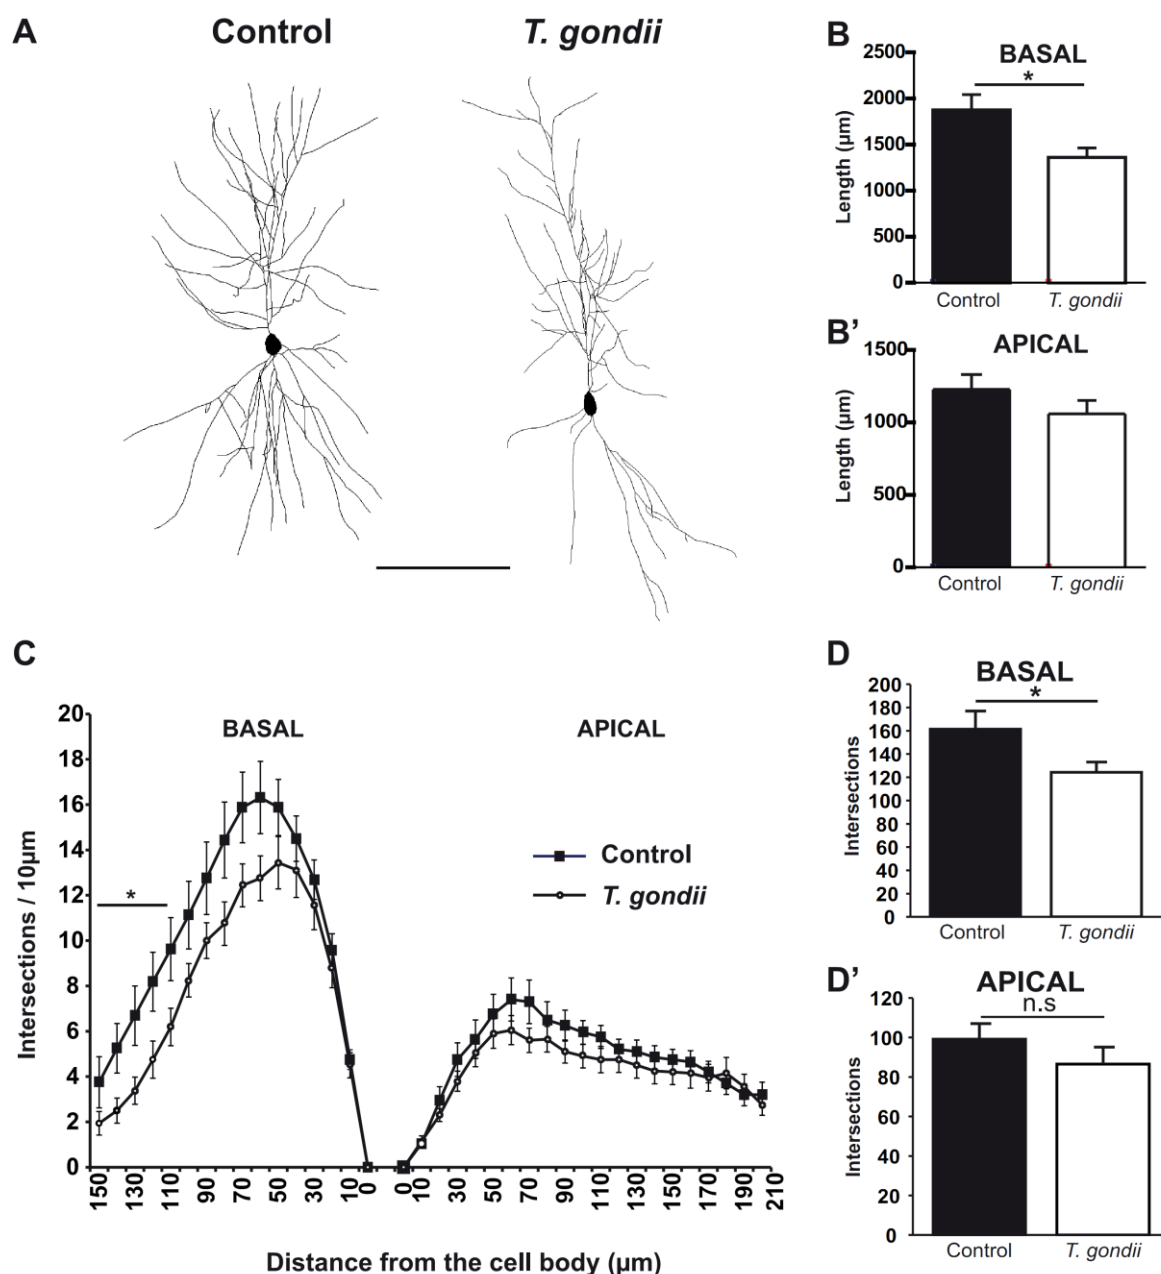 A
Control
T. gondii
B
BASAL
*
2500
2000
1500
1000
500
0
Length (µm)
Control
T. gondii
B’
APICAL
1500
1000
500
0
Length (µm)
Control
T. gondii
C
BASAL
APICAL
20
18
16
14
12
10
8
6
4
2
0
Intersections / 10µm
*
Control
T. gondii
150
130
110
90
70
50
30
10
0
0
10
30
50
70
90
110
130
150
170
190
210
Distance from the cell body (µm)
D
BASAL
*
200
180
160
140
120
100
80
60
40
20
0
Intersections
Control
T. gondii
D’
APICAL
n.s
120
100
80
60
40
20
0
Intersections
Control
T. gondii